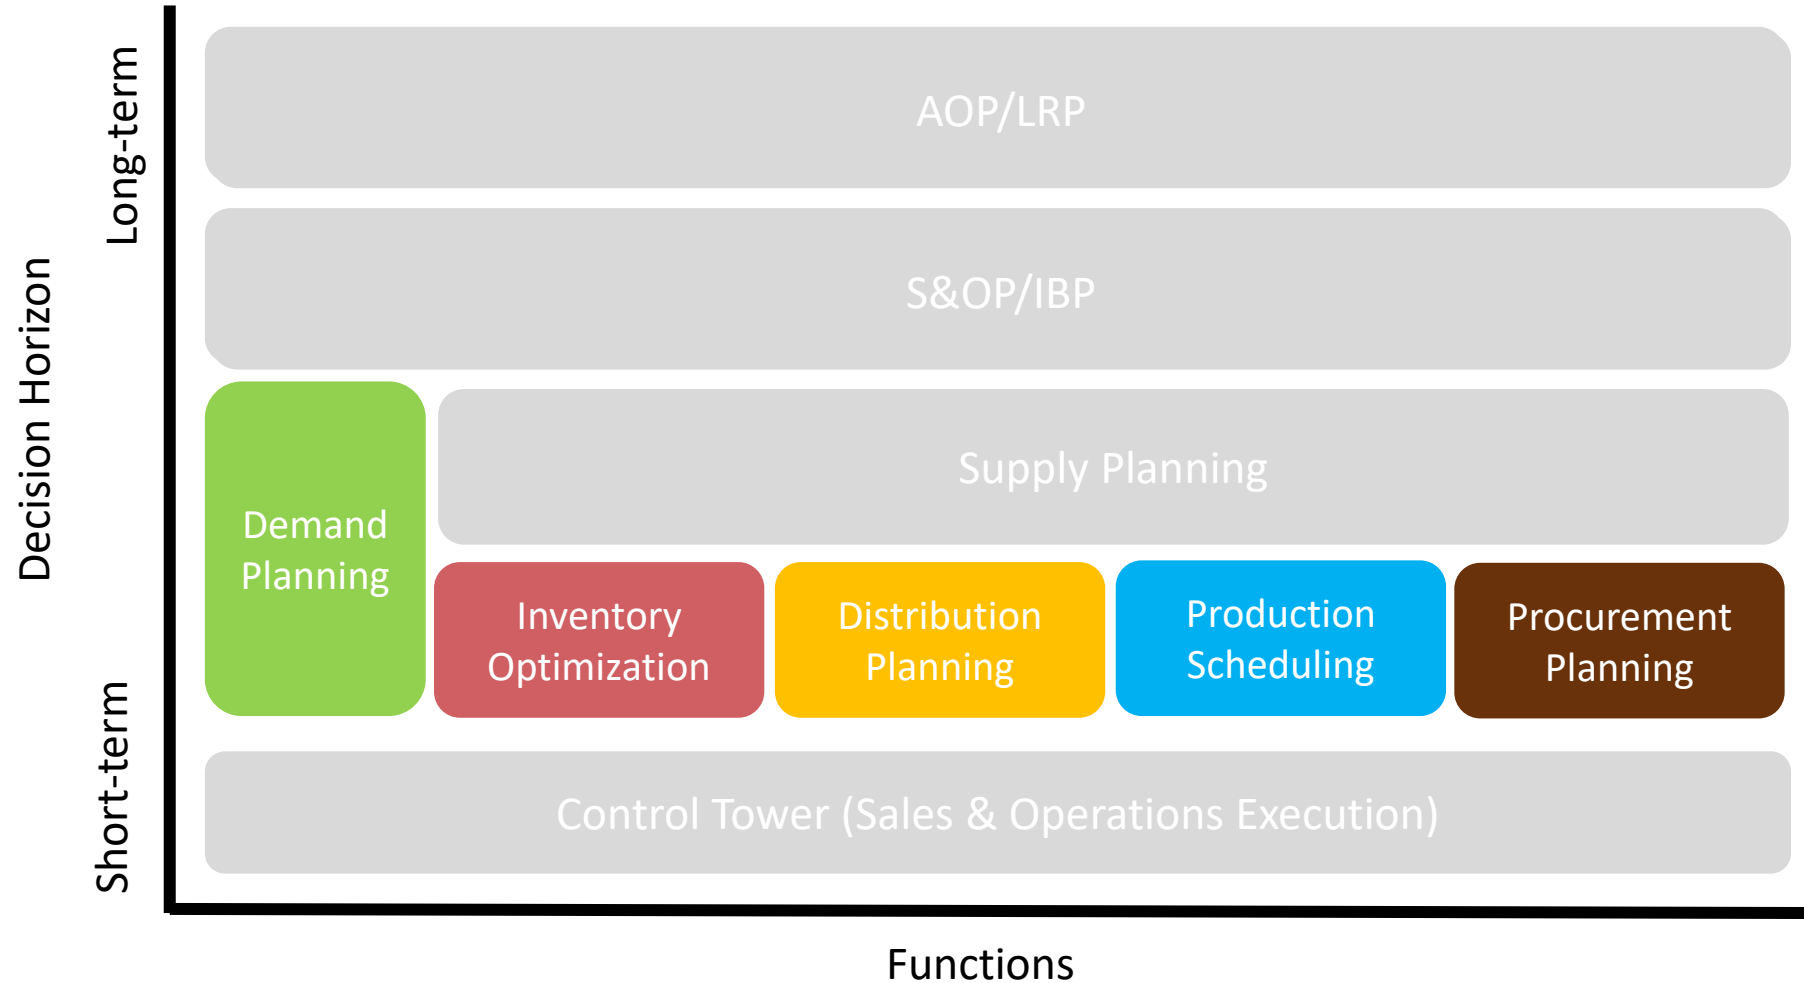 Decision Horizon
Long-term
Short-term
AOP/LRP
S&OP/IBP
Demand
Planning
Supply Planning
Inventory
Optimization
Distribution
Planning
Production
Scheduling
Procurement
Planning
Control Tower (Sales & Operations Execution)
Functions